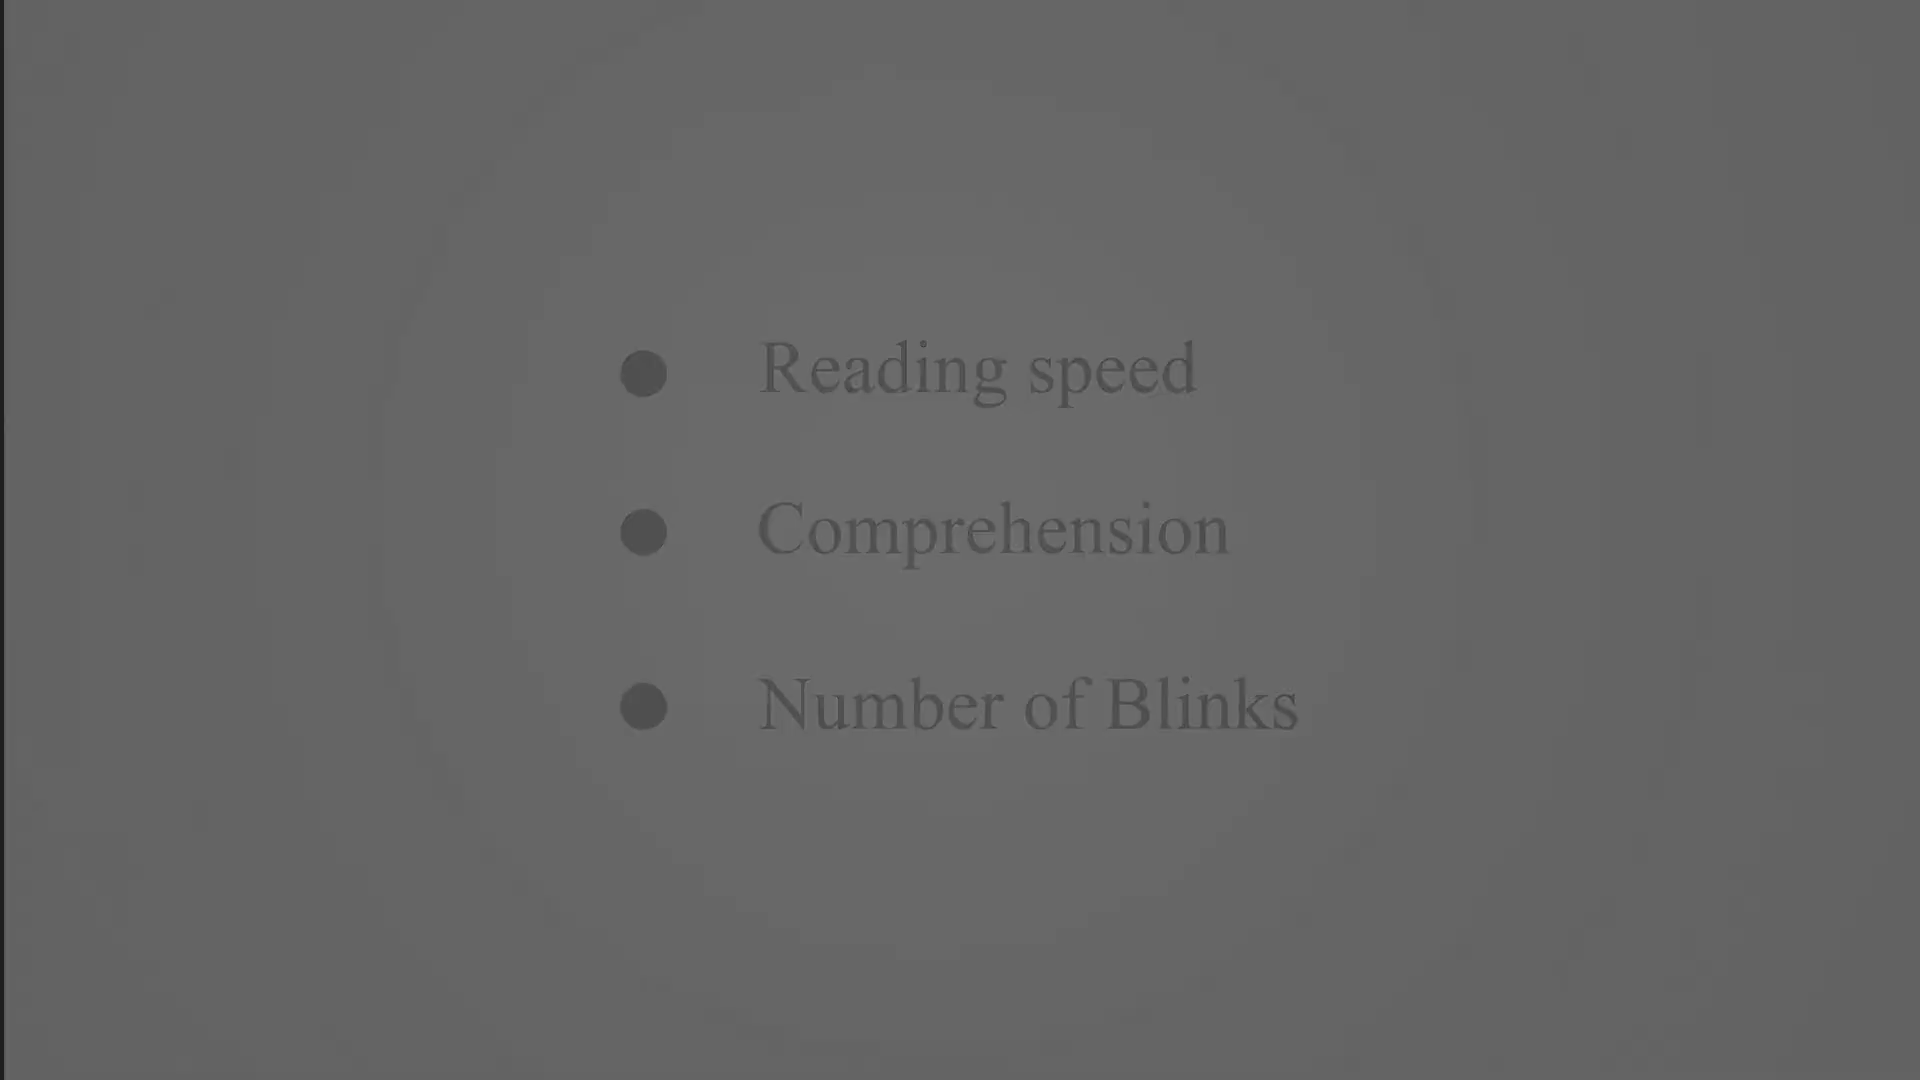 ● Reading speed
● Comprehension
● Number of Blinks